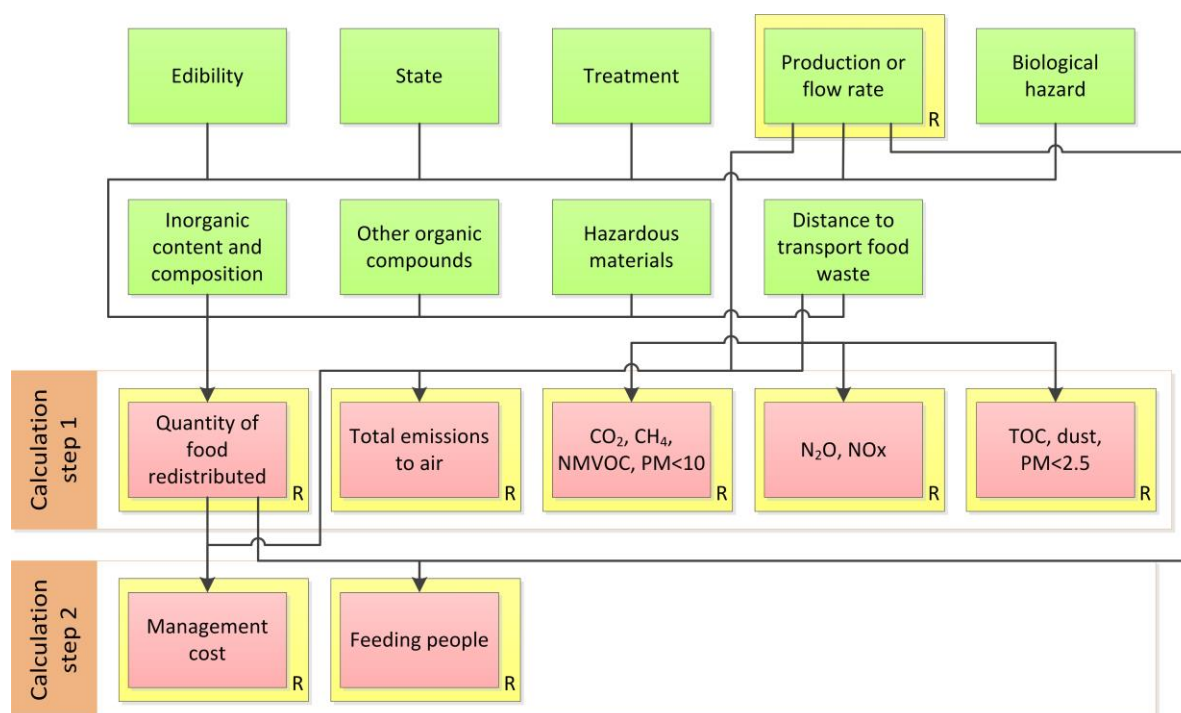 Edibility
State
Treatment
Production or
flow rate
R
Biological
hazard
Inorganic
content and
composition
Other organic
compounds
Hazardous
materials
Distance to
transport food
waste
Calculation
step 1
Quantity of
food
redistributed
R
Total emissions
to air
R
CO₂, CH₄,
NMVOC, PM<10
R
N₂O, NOx
R
TOC, dust,
PM<2.5
R
Calculation
step 2
Management
cost
R
Feeding people
R